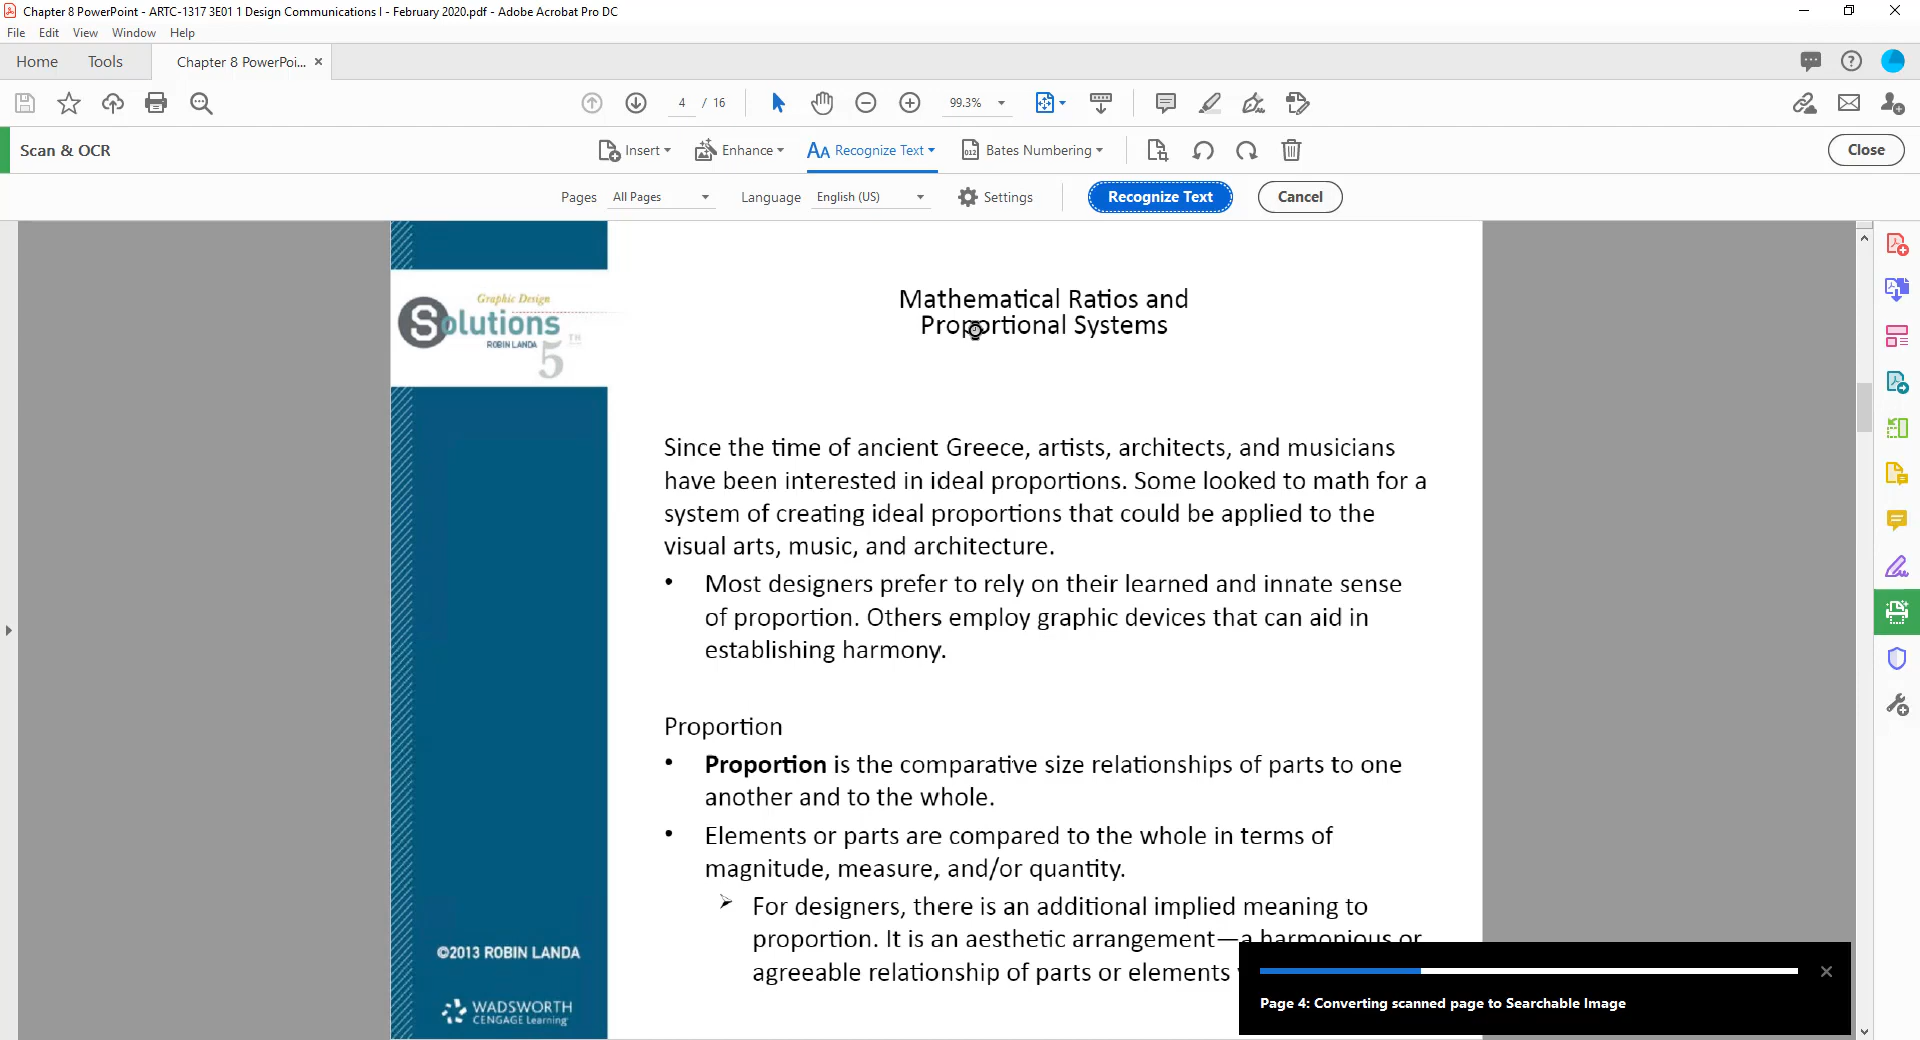 Chapter 8 PowerPoint - ARTC-1317 3E01 1 Design Communications I - February 2020.pdf - Adobe Acrobat Pro DC
File Edit View Window Help
Home Tools Chapter 8 PowerPoi... ×
4 / 16 99.3%
Scan & OCR Insert Enhance Recognize Text Bates Numbering Close
Pages All Pages Language English (US) Settings Recognize Text Cancel
Graphic Design
Solutions
ROBIN LANDA
5TH
Mathematical Ratios and
Proportional Systems
Since the time of ancient Greece, artists, architects, and musicians
have been interested in ideal proportions. Some looked to math for a
system of creating ideal proportions that could be applied to the
visual arts, music, and architecture.
• Most designers prefer to rely on their learned and innate sense
of proportion. Others employ graphic devices that can aid in
establishing harmony.
Proportion
• Proportion is the comparative size relationships of parts to one
another and to the whole.
• Elements or parts are compared to the whole in terms of
magnitude, measure, and/or quantity.
➢ For designers, there is an additional implied meaning to
proportion. It is an aesthetic arrangement—a harmonious or
agreeable relationship of parts or elements
©2013 ROBIN LANDA
WADSWORTH
CENGAGE Learning
Page 4: Converting scanned page to Searchable Image